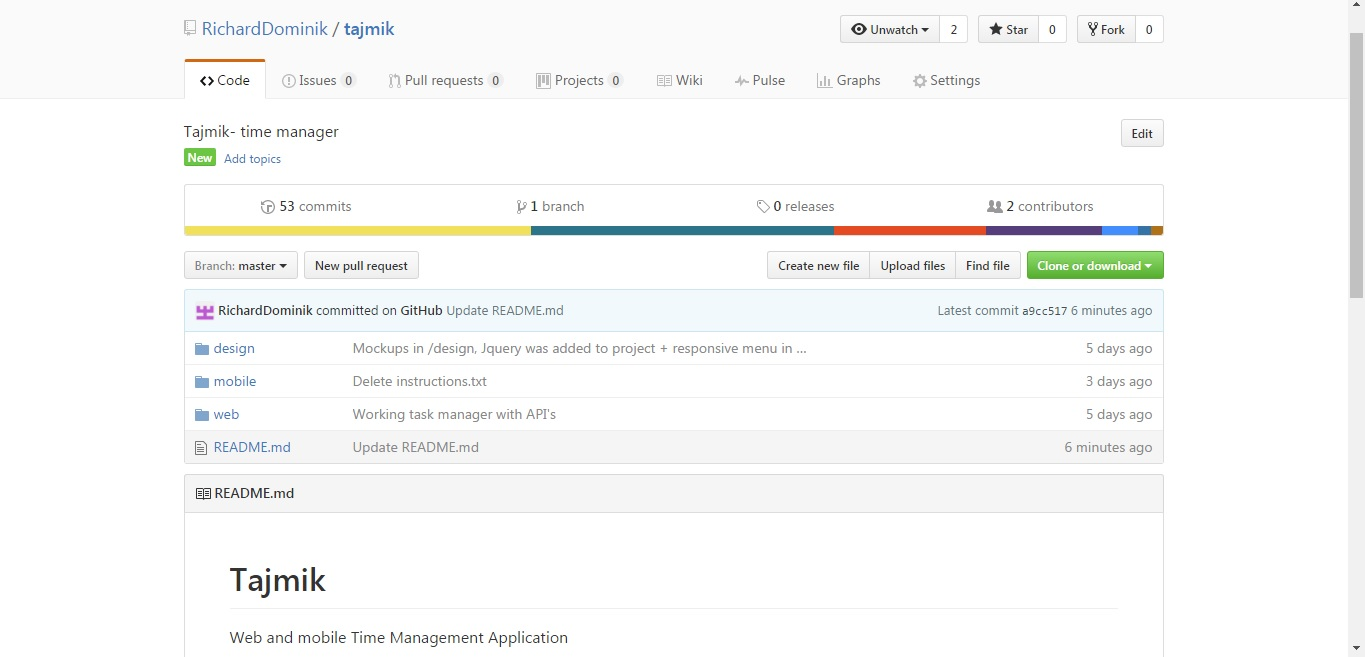 RichardDominik / tajmik
Unwatch 2 Star 0 Fork 0
Code Issues 0 Pull requests 0 Projects 0 Wiki Pulse Graphs Settings
Tajmik- time manager
Edit
New Add topics
53 commits 1 branch 0 releases 2 contributors
Branch: master New pull request Create new file Upload files Find file Clone or download
RichardDominik committed on GitHub Update README.md Latest commit a9cc517 6 minutes ago
design Mockups in /design, Jquery was added to project + responsive menu in ... 5 days ago
mobile Delete instructions.txt 3 days ago
web Working task manager with API's 5 days ago
README.md Update README.md 6 minutes ago
README.md
Tajmik
Web and mobile Time Management Application